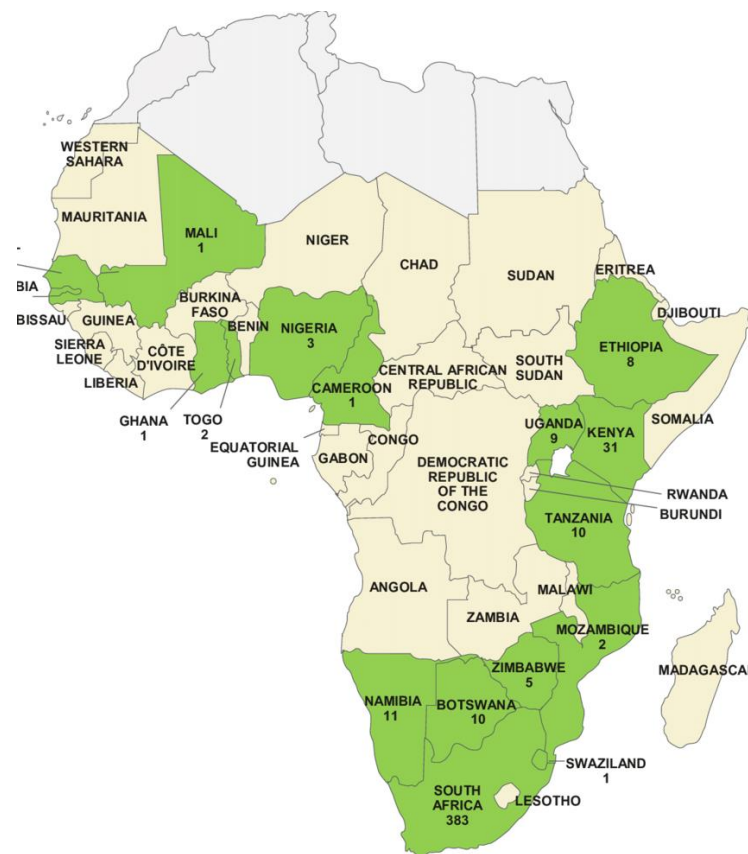 WESTERN
SAHARA
MAURITANIA
MALI
1
NIGER
CHAD
SUDAN
ERITREA
DJIBOUTI
BIA
BISSAU
GUINEA
SIERRA
LEONE
LIBERIA
CÔTE
D'IVOIRE
BURKINA
FASO
BENIN
GHANA
1
TOGO
2
NIGERIA
3
CAMEROON
1
EQUATORIAL
GUINEA
CENTRAL AFRICAN
REPUBLIC
SOUTH
SUDAN
ETHIOPIA
8
SOMALIA
UGANDA
9
KENYA
31
GABON
CONGO
DEMOCRATIC
REPUBLIC
OF THE
CONGO
RWANDA
BURUNDI
TANZANIA
10
ANGOLA
ZAMBIA
MALAWI
MOZAMBIQUE
2
ZIMBABWE
5
MADAGASCA
NAMIBIA
11
BOTSWANA
10
SWAZILAND
1
SOUTH
AFRICA
383
LESOTHO